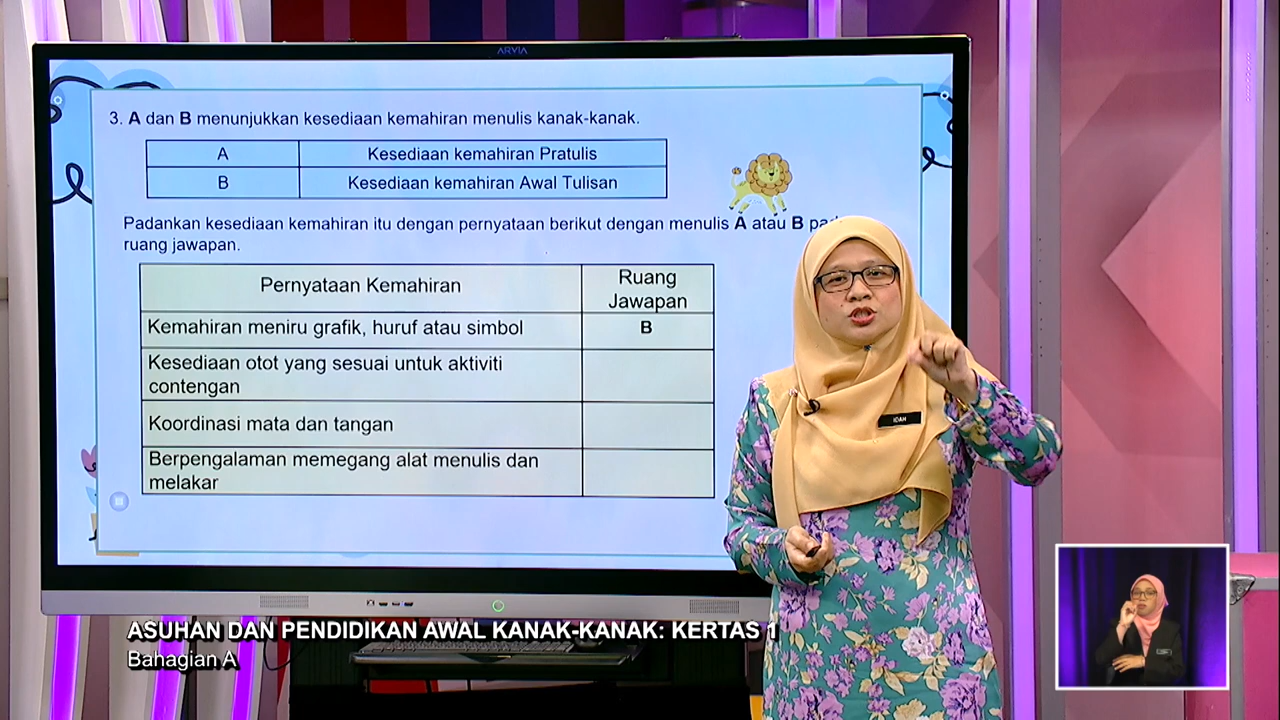 ARVIA
3. A dan B menunjukkan kesediaan kemahiran menulis kanak-kanak.
A Kesediaan kemahiran Pratulis
B Kesediaan kemahiran Awal Tulisan
Padankan kesediaan kemahiran itu dengan pernyataan berikut dengan menulis A atau B
ruang jawapan.
Pernyataan Kemahiran Ruang
Jawapan
Kemahiran meniru grafik, huruf atau simbol B
Kesediaan otot yang sesuai untuk aktiviti
contengan
Koordinasi mata dan tangan
Berpengalaman memegang alat menulis dan
melakar
IDAH
ASUHAN DAN PENDIDIKAN AWAL KANAK-KANAK: KERTAS 1
Bahagian A